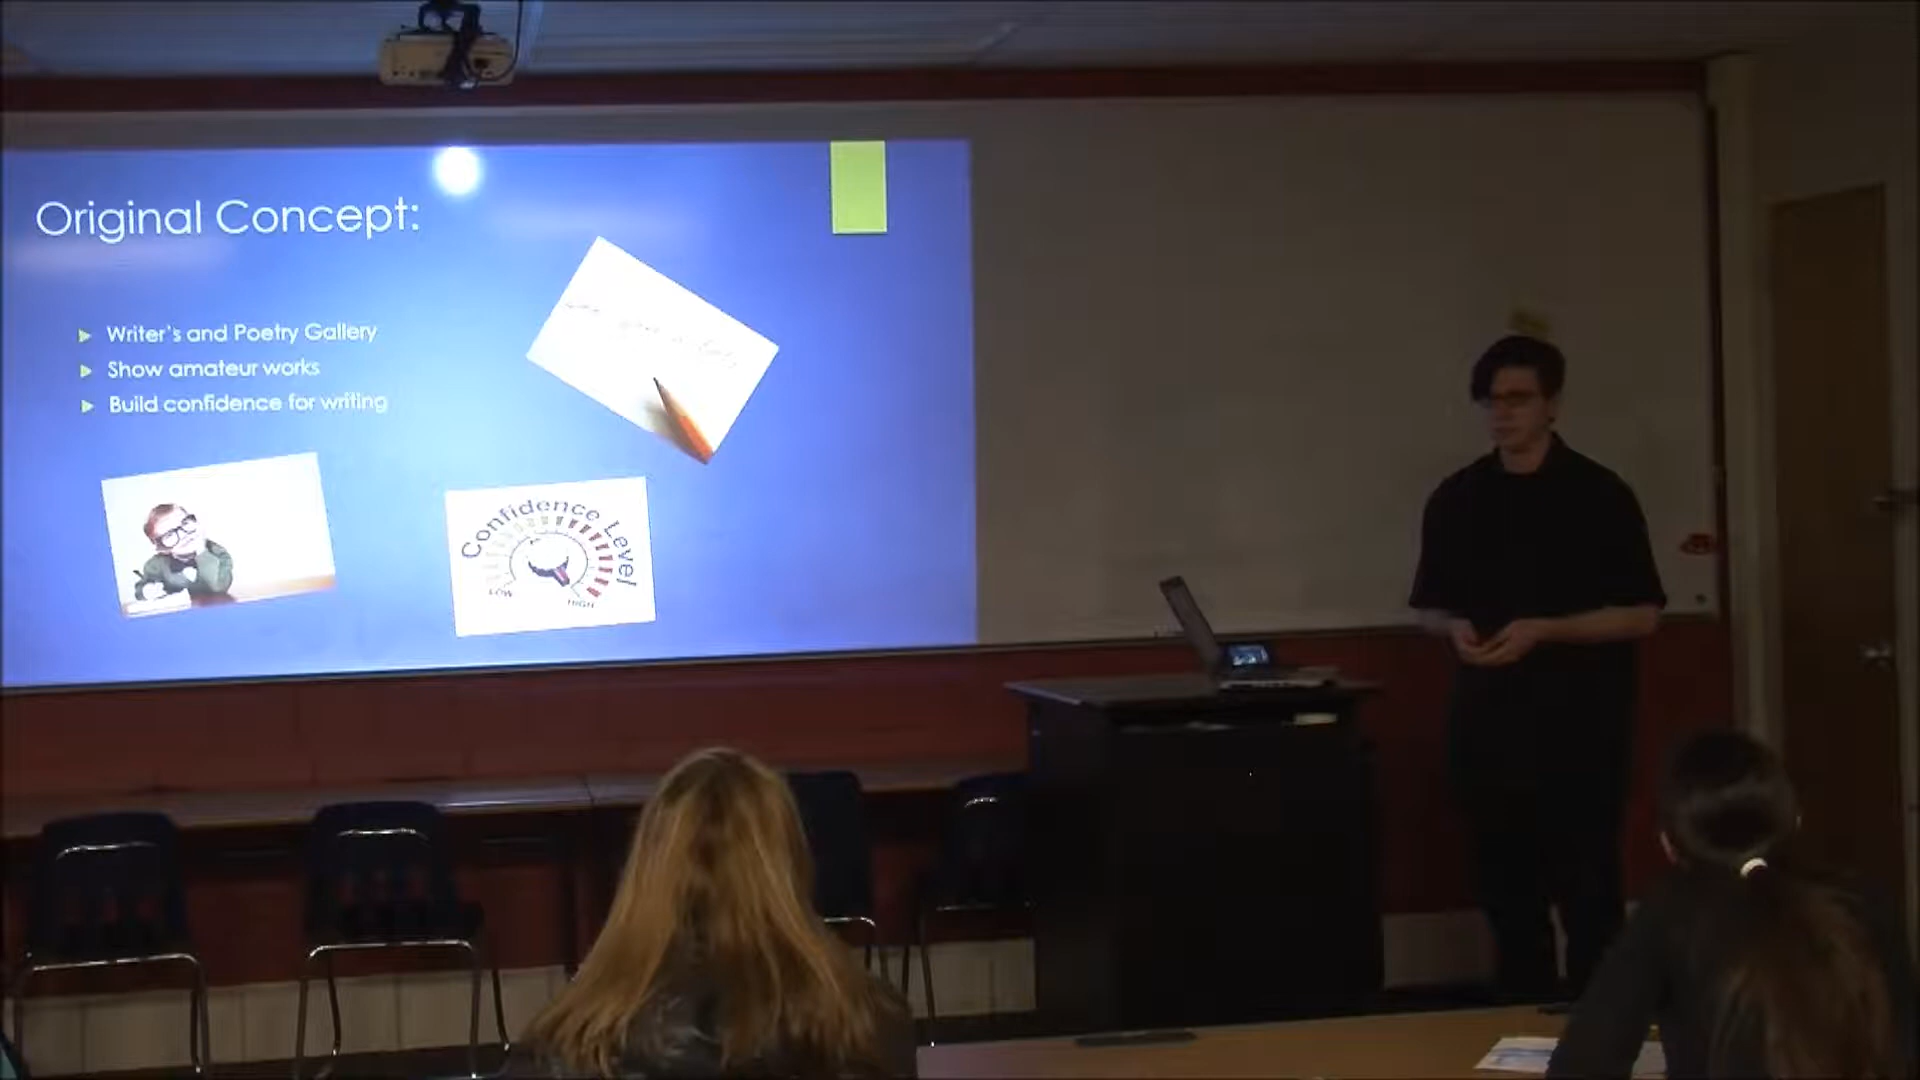 Original Concept:
Writer's and Poetry Gallery
Show amateur works
Build confidence for writing
Confidence Level
LOW
HIGH